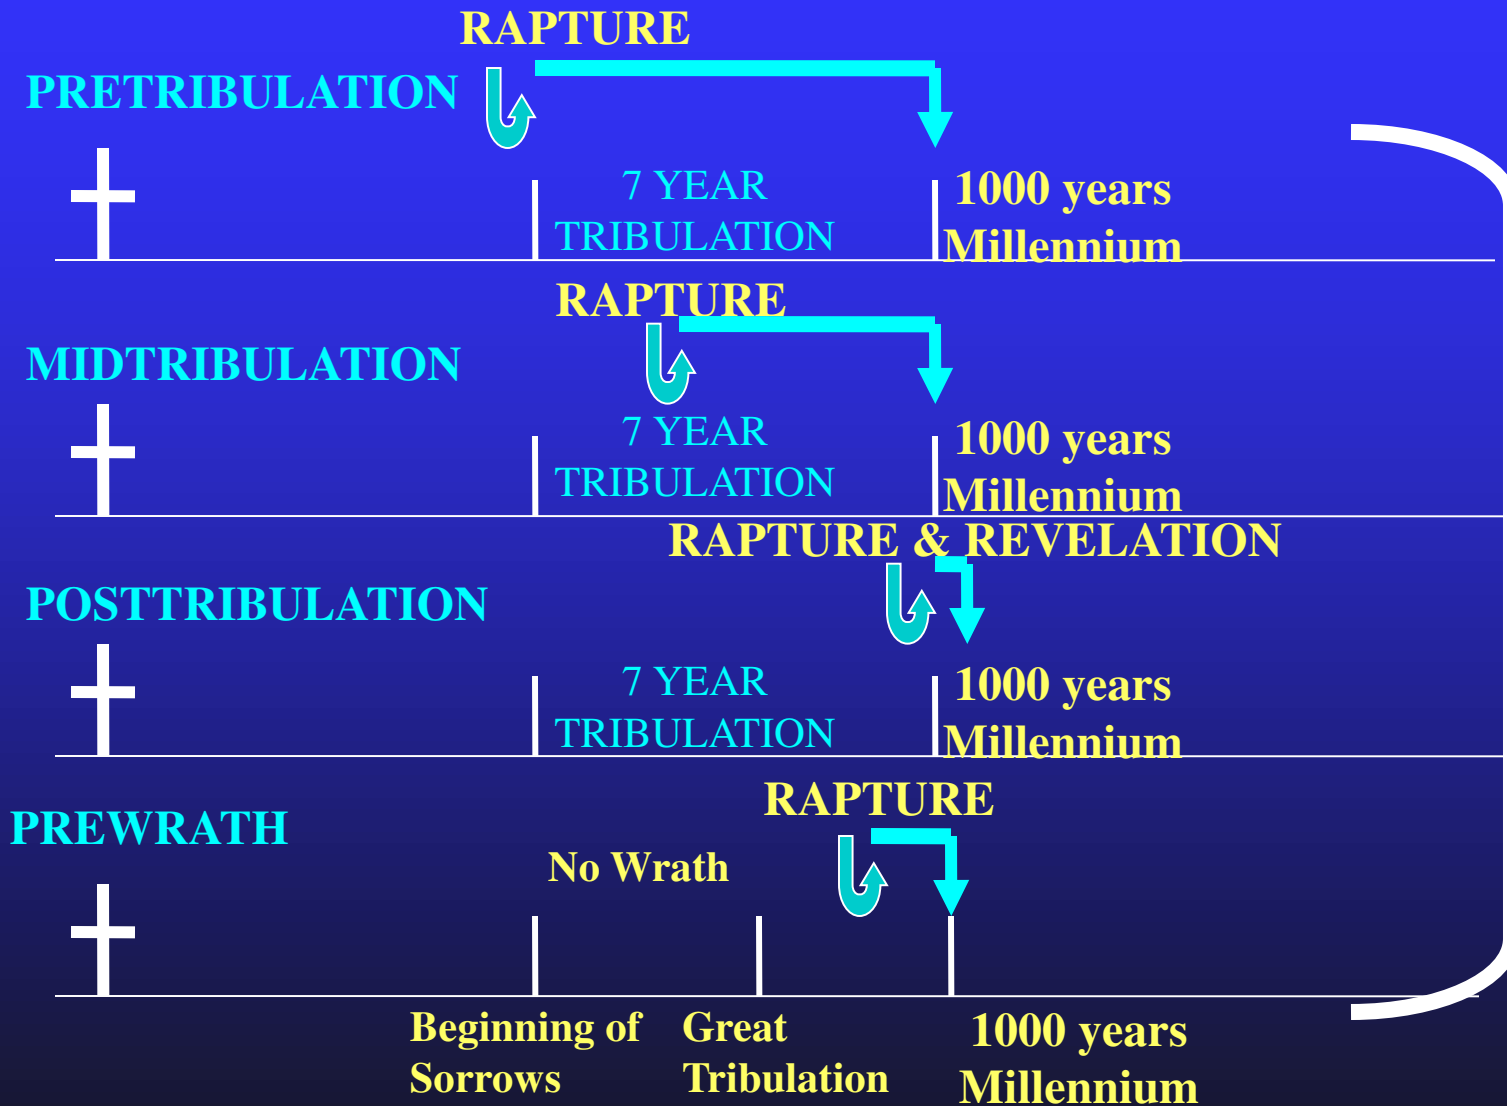 RAPTURE
PRETRIBULATION
7 YEAR
TRIBULATION
1000 years
Millennium
RAPTURE
MIDTRIBULATION
7 YEAR
TRIBULATION
1000 years
Millennium
RAPTURE & REVELATION
POSTTRIBULATION
7 YEAR
TRIBULATION
1000 years
Millennium
RAPTURE
PREWRATH
No Wrath
Beginning of
Sorrows
Great
Tribulation
1000 years
Millennium